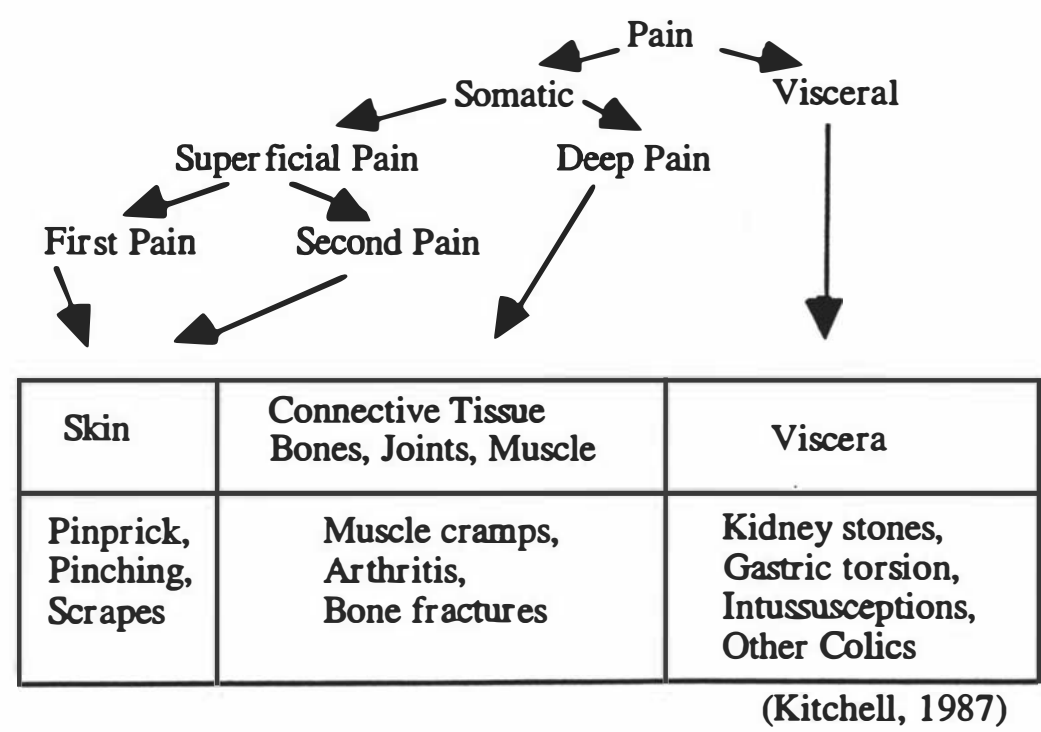 Pain
Somatic
Visceral
Superficial Pain
Deep Pain
First Pain
Second Pain
Skin
Connective Tissue
Bones, Joints, Muscle
Viscera
Pinprick,
Pinching,
Scrapes
Muscle cramps,
Arthritis,
Bone fractures
Kidney stones,
Gastric torsion,
Intussusceptions,
Other Colics
(Kitchell, 1987)